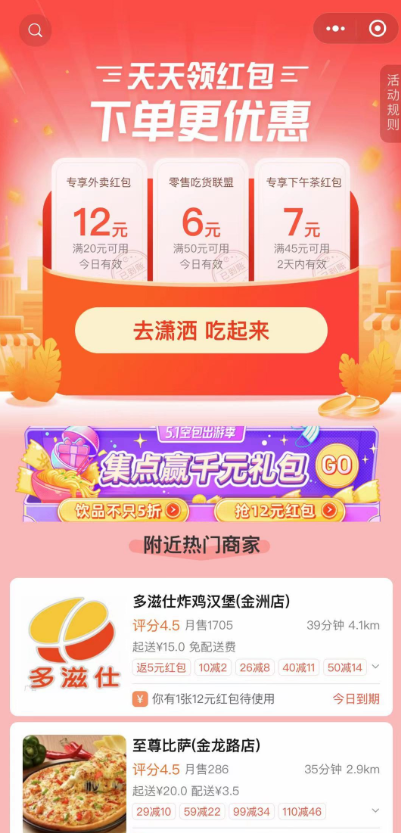 活动规则
天天领红包
下单更优惠
专享外卖红包
12元
满20元可用
今日有效
零售吃货联盟
6元
满50元可用
今日有效
专享下午茶红包
7元
满45元可用
2天内有效
去潇洒 吃起来
5.1空包出游季
集点赢千元礼包
GO
饮品不只5折
抢12元红包
附近热门商家
多滋仕
多滋仕炸鸡汉堡(金洲店)
评分4.5 月售1705 39分钟 4.1km
起送¥15.0 免配送费
返5元红包 10减2 26减8 40减11 50减14
¥ 你有1张12元红包待使用 今日到期
至尊比萨(金龙路店)
评分4.5 月售286 35分钟 2.9km
起送¥20.0 配送¥3.5
29减10 59减22 99减34 110减46